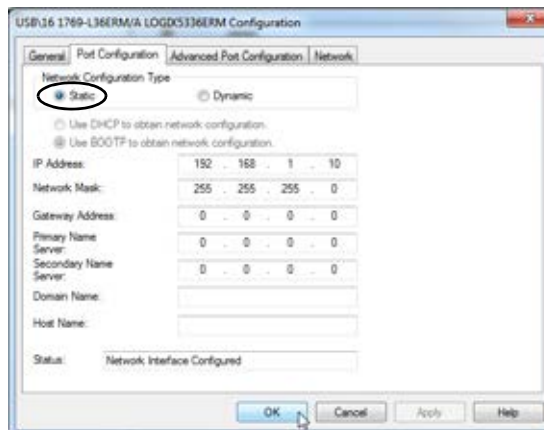 USB\16 1769-L36ERM/A LOGIX5336ERM Configuration
General Port Configuration Advanced Port Configuration Network
Network Configuration Type
Static Dynamic
Use DHCP to obtain network configuration.
Use BOOTP to obtain network configuration.
IP Address: 192 . 168 . 1 . 10
Network Mask: 255 . 255 . 255 . 0
Gateway Address: 0 . 0 . 0 . 0
Primary Name Server: 0 . 0 . 0 . 0
Secondary Name Server: 0 . 0 . 0 . 0
Domain Name:
Host Name:
Status: Network Interface Configured
OK Cancel Apply Help